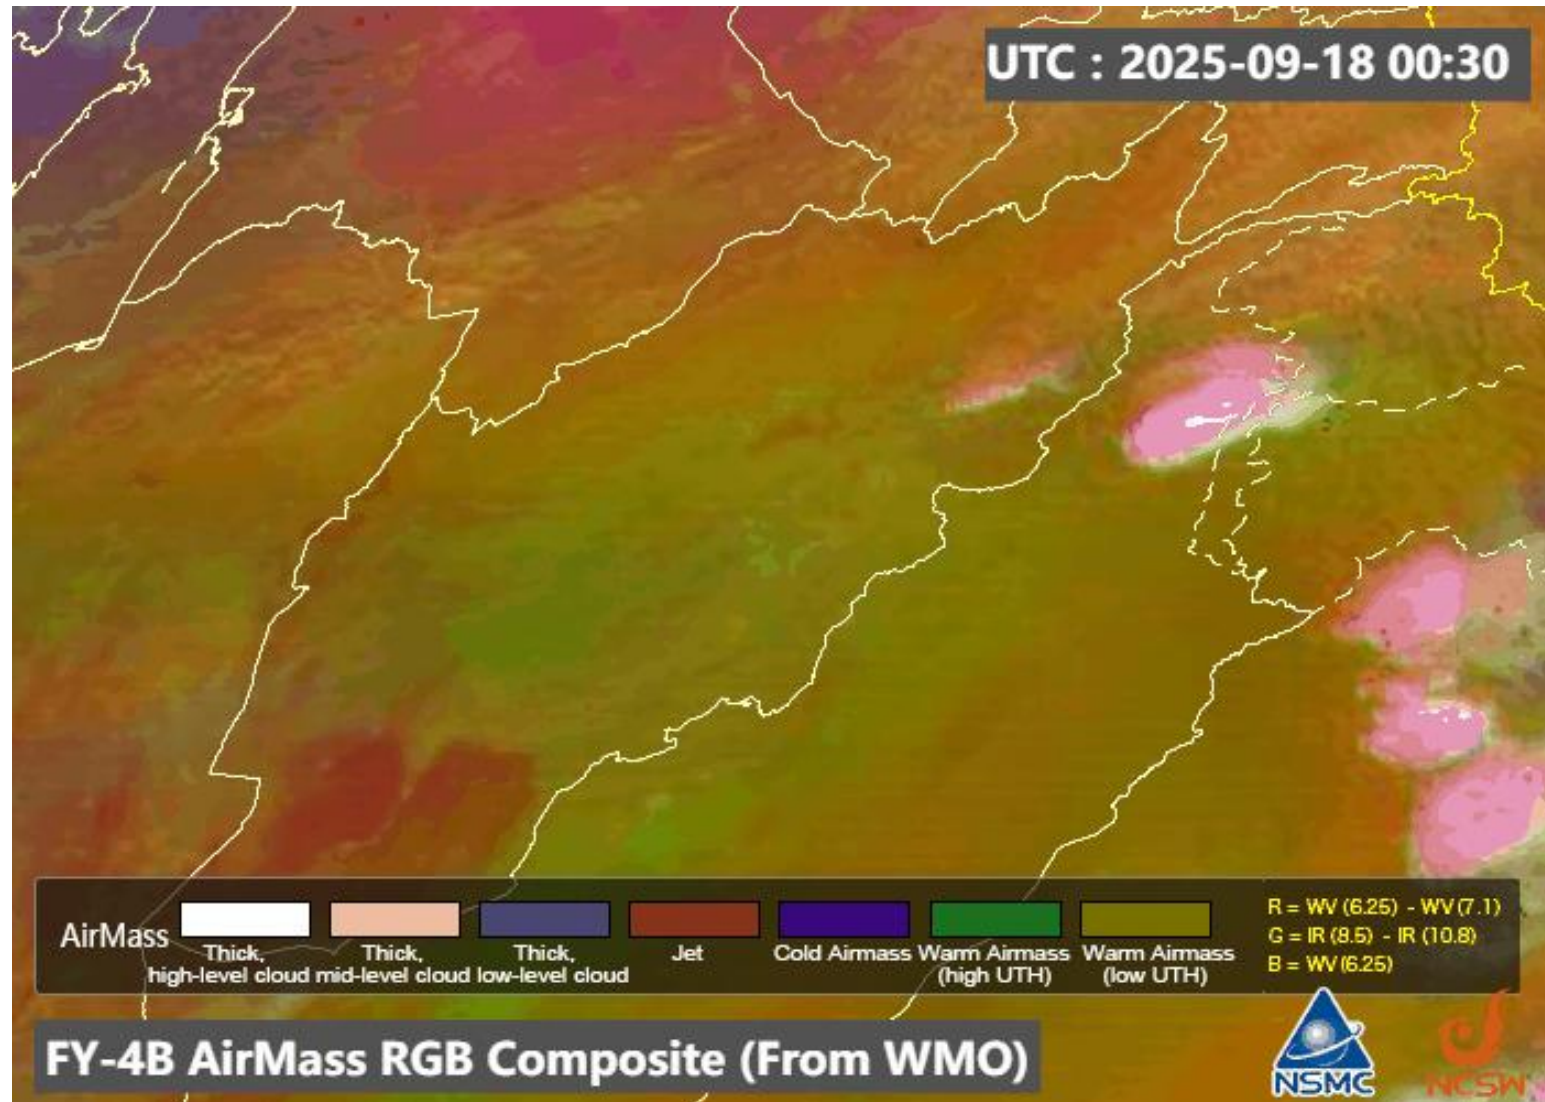 UTC : 2025-09-18 00:30
AirMass
Thick,
high-level cloud
Thick,
mid-level cloud
Thick,
low-level cloud
Jet
Cold Airmass
Warm Airmass
(high UTH)
Warm Airmass
(low UTH)
R = WV (6.25) - WV (7.1)
G = IR (8.5) - IR (10.8)
B = WV (6.25)
FY-4B AirMass RGB Composite (From WMO)
NSMC
NCSW